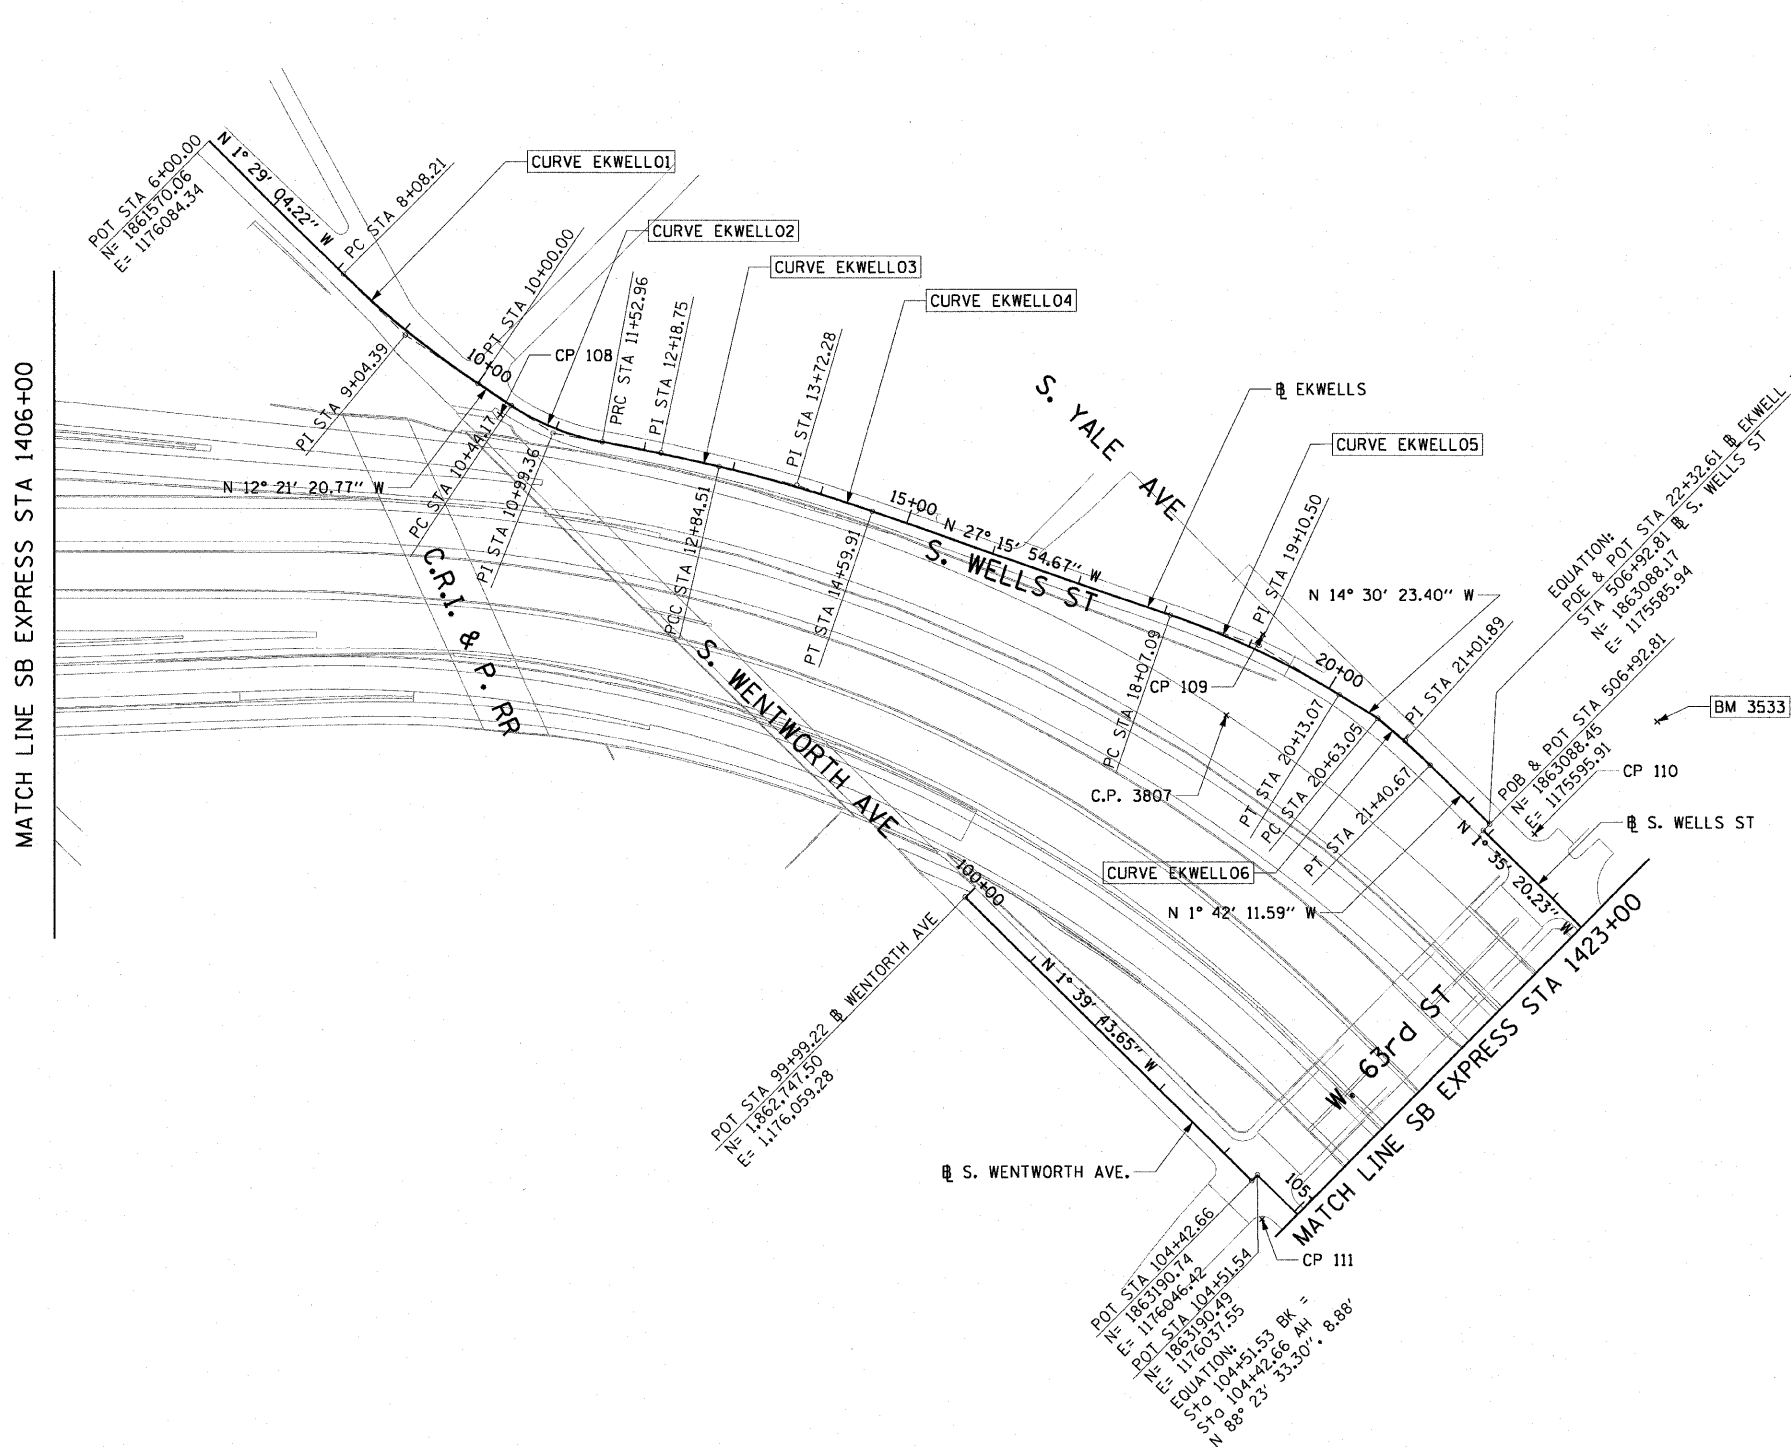 POT STA 6+00.00
N= 1861570.06
E= 1176084.34
N 1° 29' 04.22" W
PC STA 8+08.21
CURVE EKWELL01
CURVE EKWELL02
CURVE EKWELL03
CURVE EKWELL04
PI STA 9+04.39
10+00
PT STA 10+00.00
CP 108
PRC STA 11+52.96
PI STA 12+18.75
PI STA 13+72.28
N 12° 21' 20.77" W
PC STA 10+44.17
PI STA 10+99.36
PCC STA 12+84.51
PT STA 14+59.91
15+00
N 27° 15' 54.67" W
S. WELLS ST
S. YALE
AVE
℄ EKWELLS
CURVE EKWELL05
PI STA 19+10.50
N 14° 30' 23.40" W
PI STA 21+01.89
20+00
CP 109
PC STA 18+07.09
C.P. 3807
PT STA 20+13.07
PC STA 20+63.05
PT STA 21+40.67
CURVE EKWELL06
N 1° 42' 11.59" W
EQUATION:
POE & POT STA 22+32.61 ℄ EKWELL
STA 506+92.81 ℄ S. WELLS ST
N= 1863088.17
E= 1175585.94
POB & POT STA 506+92.81
N= 1863088.45
E= 1175595.91
BM 3533
CP 110
℄ S. WELLS ST
N 1° 35' 20.23" W
MATCH LINE SB EXPRESS STA 1406+00
C.R.I. & P. RR
S. WENTWORTH AVE
100+00
POT STA 99+99.22 ℄ WENTORTH AVE
N= 1,862,747.50
E= 1,176,059.28
N 1° 39' 43.65" W
W. 63rd ST
MATCH LINE SB EXPRESS STA 1423+00
℄ S. WENTWORTH AVE.
105
CP 111
POT STA 104+42.66
N= 1863190.74
E= 1176046.42
POT STA 104+51.54
N= 1863190.49
E= 1176037.55
EQUATION:
Sta 104+51.53 BK =
Sta 104+42.66 AH
N 88° 23' 33.30", 8.88'